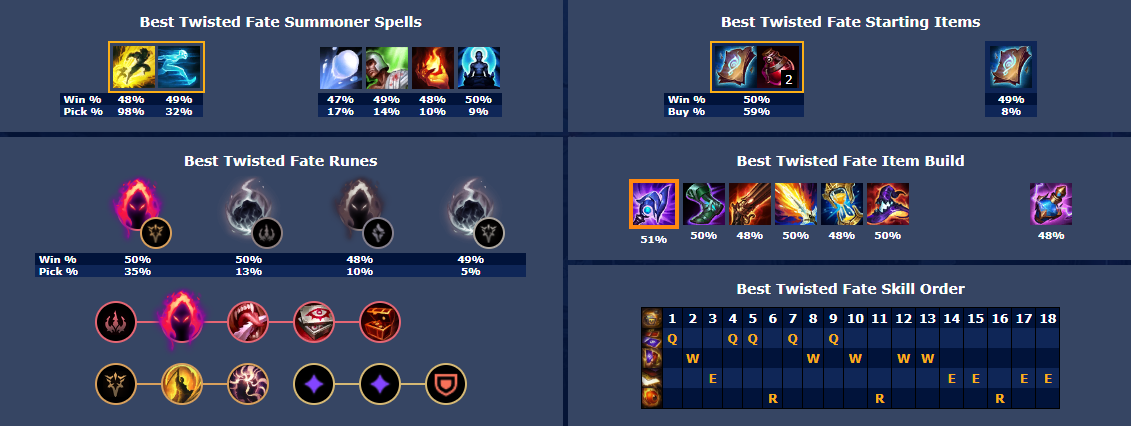 Best Twisted Fate Summoner Spells
Win % 48% 49% 47% 49% 48% 50%
Pick % 98% 32% 17% 14% 10% 9%
Best Twisted Fate Starting Items
2
Win % 50% 49%
Buy % 59% 8%
Best Twisted Fate Runes
Win % 50% 50% 48% 49%
Pick % 35% 13% 10% 5%
Best Twisted Fate Item Build
51% 50% 48% 50% 48% 50% 48%
Best Twisted Fate Skill Order
1 2 3 4 5 6 7 8 9 10 11 12 13 14 15 16 17 18
Q Q Q Q Q
W W W W W
E E E E E
R R R